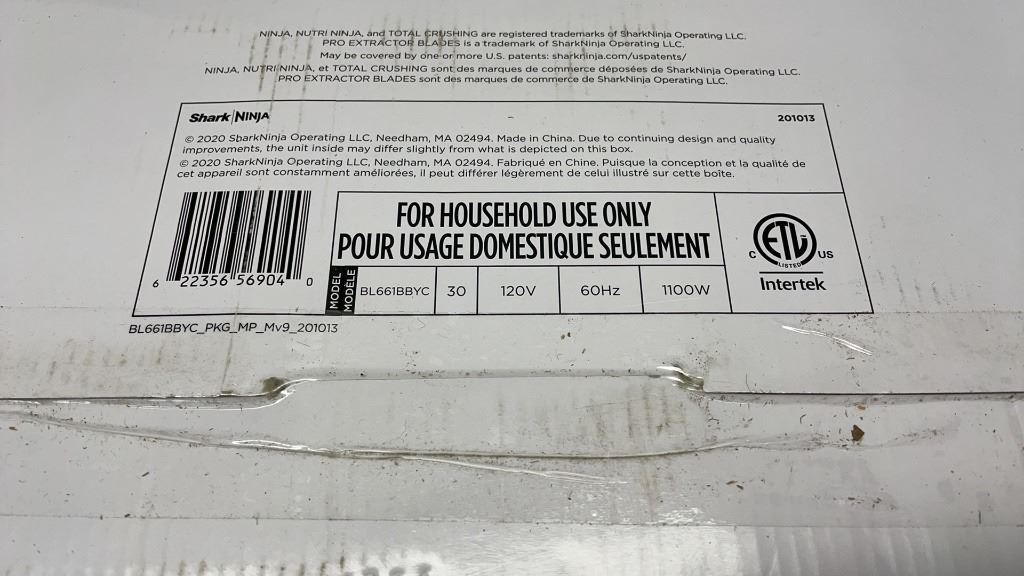 NINJA, NUTRI NINJA, and TOTAL CRUSHING are registered trademarks of SharkNinja Operating LLC.
PRO EXTRACTOR BLADES is a trademark of SharkNinja Operating LLC.
May be covered by one or more U.S. patents: sharkninja.com/uspatents/
NINJA, NUTRI NINJA, et TOTAL CRUSHING sont des marques de commerce déposées de SharkNinja Operating LLC.
PRO EXTRACTOR BLADES sont des marques de commerce de SharkNinja Operating LLC.
Shark|NINJA
201013
© 2020 SharkNinja Operating LLC, Needham, MA 02494. Made in China. Due to continuing design and quality
improvements, the unit inside may differ slightly from what is depicted on this box.
© 2020 SharkNinja Operating LLC, Needham, MA 02494. Fabriqué en Chine. Puisque la conception et la qualité de
cet appareil sont constamment améliorées, il peut différer légèrement de celui illustré sur cette boîte.
6 22356 56904 0
FOR HOUSEHOLD USE ONLY
POUR USAGE DOMESTIQUE SEULEMENT
MODEL
MODÈLE
BL661BBYC
30
120V
60Hz
1100W
C ETL US
LISTED
Intertek
BL661BBYC_PKG_MP_Mv9_201013